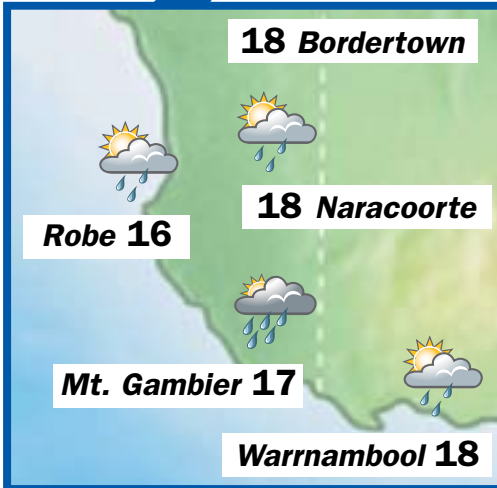 18 Bordertown
18 Naracoorte
Robe 16
Mt. Gambier 17
Warrnambool 18